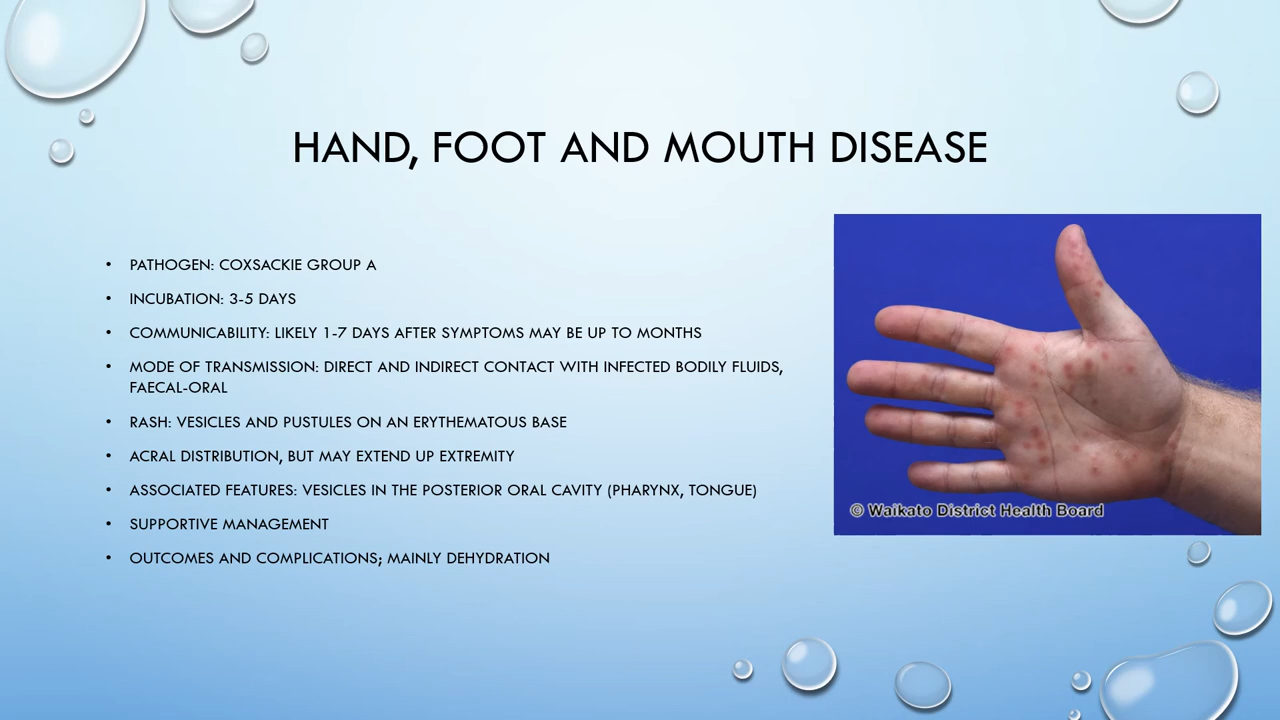 HAND, FOOT AND MOUTH DISEASE
• PATHOGEN: COXSACKIE GROUP A
• INCUBATION: 3-5 DAYS
• COMMUNICABILITY: LIKELY 1-7 DAYS AFTER SYMPTOMS MAY BE UP TO MONTHS
• MODE OF TRANSMISSION: DIRECT AND INDIRECT CONTACT WITH INFECTED BODILY FLUIDS,
FAECAL-ORAL
• RASH: VESICLES AND PUSTULES ON AN ERYTHEMATOUS BASE
• ACRAL DISTRIBUTION, BUT MAY EXTEND UP EXTREMITY
• ASSOCIATED FEATURES: VESICLES IN THE POSTERIOR ORAL CAVITY (PHARYNX, TONGUE)
• SUPPORTIVE MANAGEMENT
• OUTCOMES AND COMPLICATIONS; MAINLY DEHYDRATION
© Waikato District Health Board